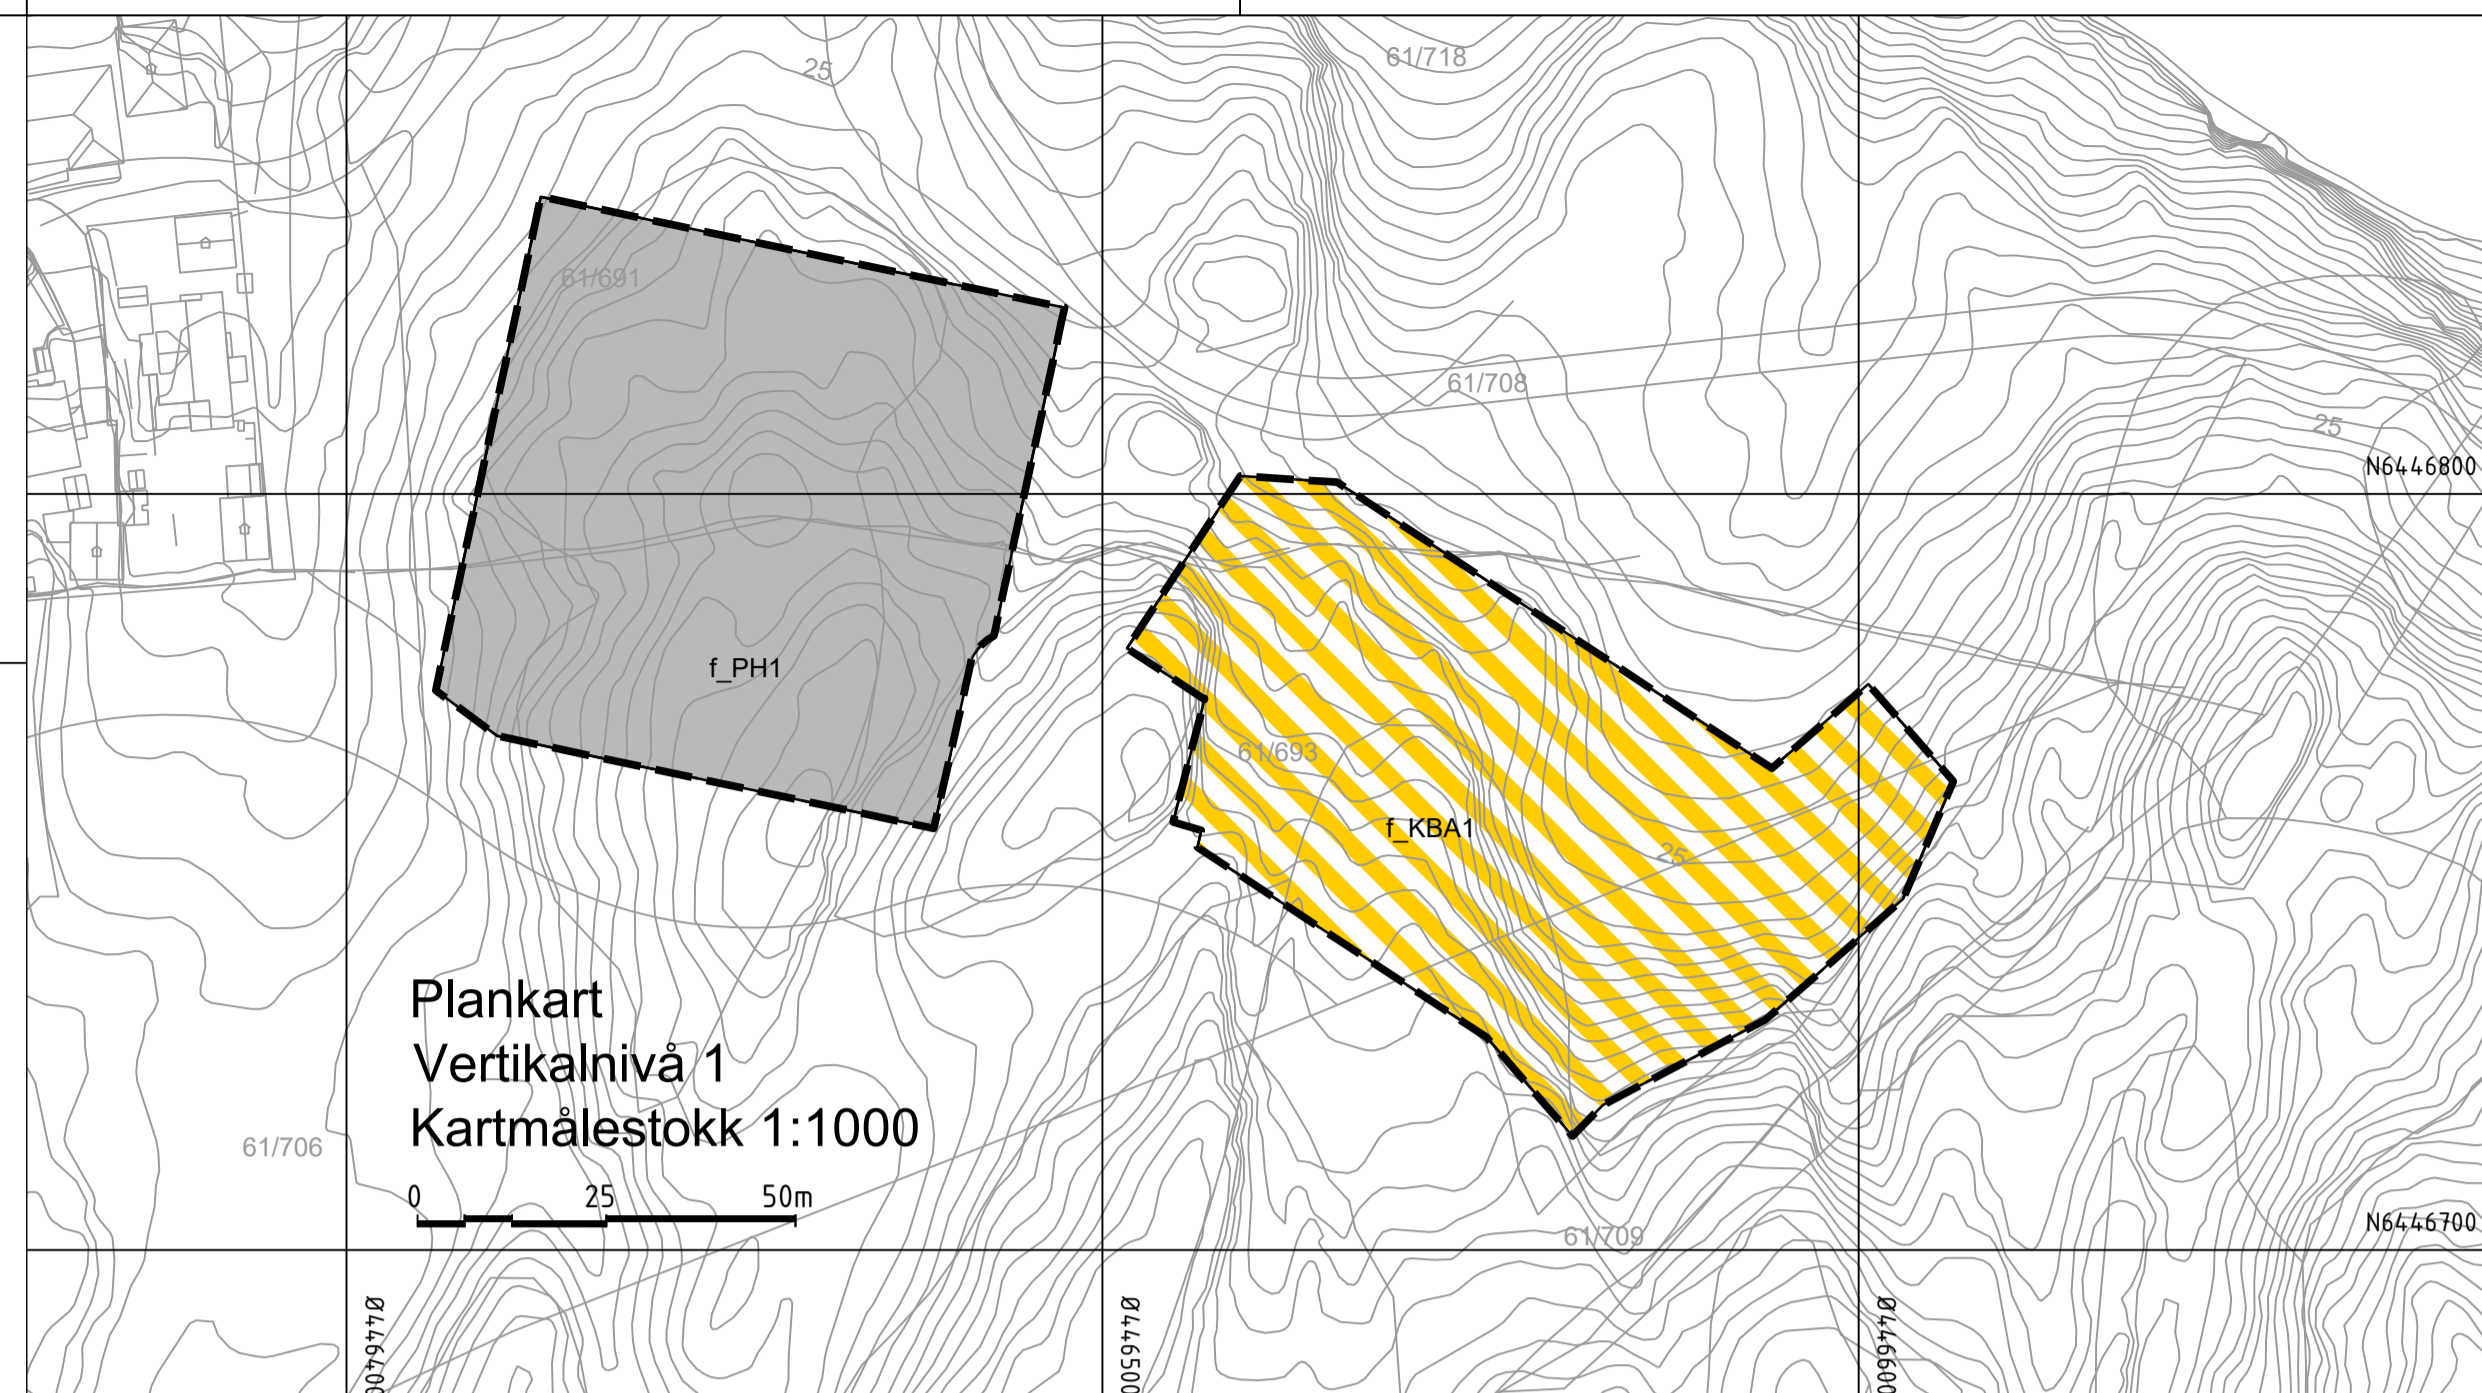 61/718
25
61/691
61/708
25
N6446800
f_PH1
61/693
f_KBA1
25
Plankart
Vertikalnivå 1
Kartmålestokk 1:1000
61/706
0 25 50m
61/709
N6446700
Ø446400
Ø446500
Ø446600